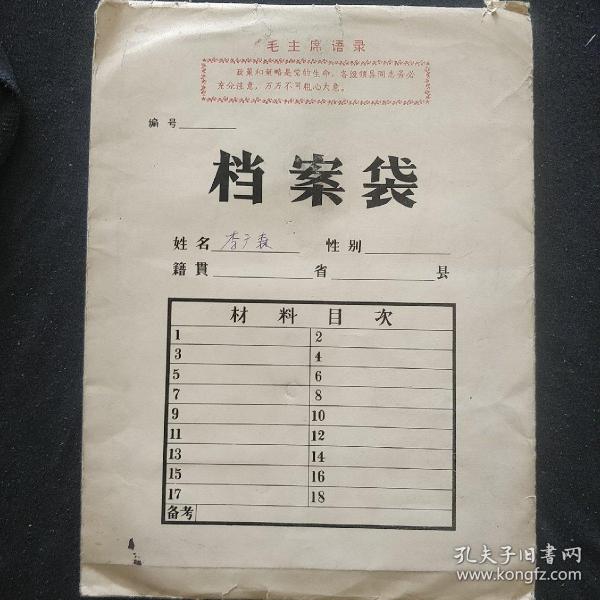 毛主席语录
政策和策略是党的生命，各级领导同志务必
充分注意，万万不可粗心大意。
编号
档案袋
姓名 李广森 性别
籍貫 省 县
材料目次
1 2
3 4
5 6
7 8
9 10
11 12
13 14
15 16
17 18
备考
孔夫子旧书网
www.kongfz.com